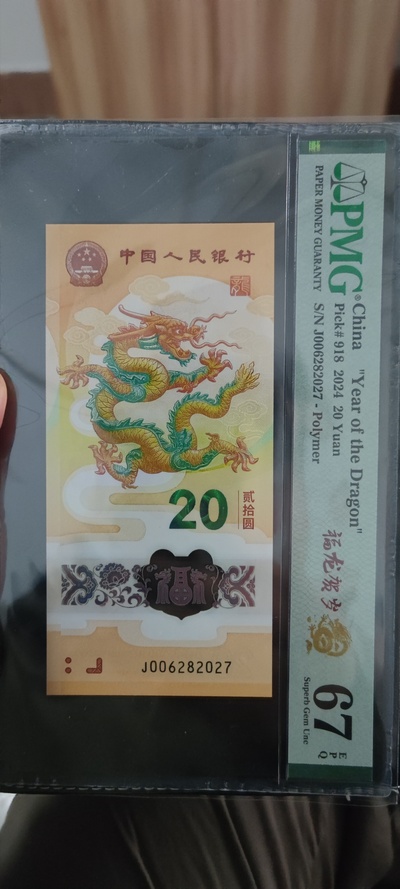 中国人民银行
20
贰拾圆
福
J006282027
PMG
®
PAPER MONEY GUARANTY
China "Year of the Dragon"
Pick# 918 2024 20 Yuan
S/N J006282027 - Polymer
福龙贺岁
67
EPQ
Superb Gem Unc